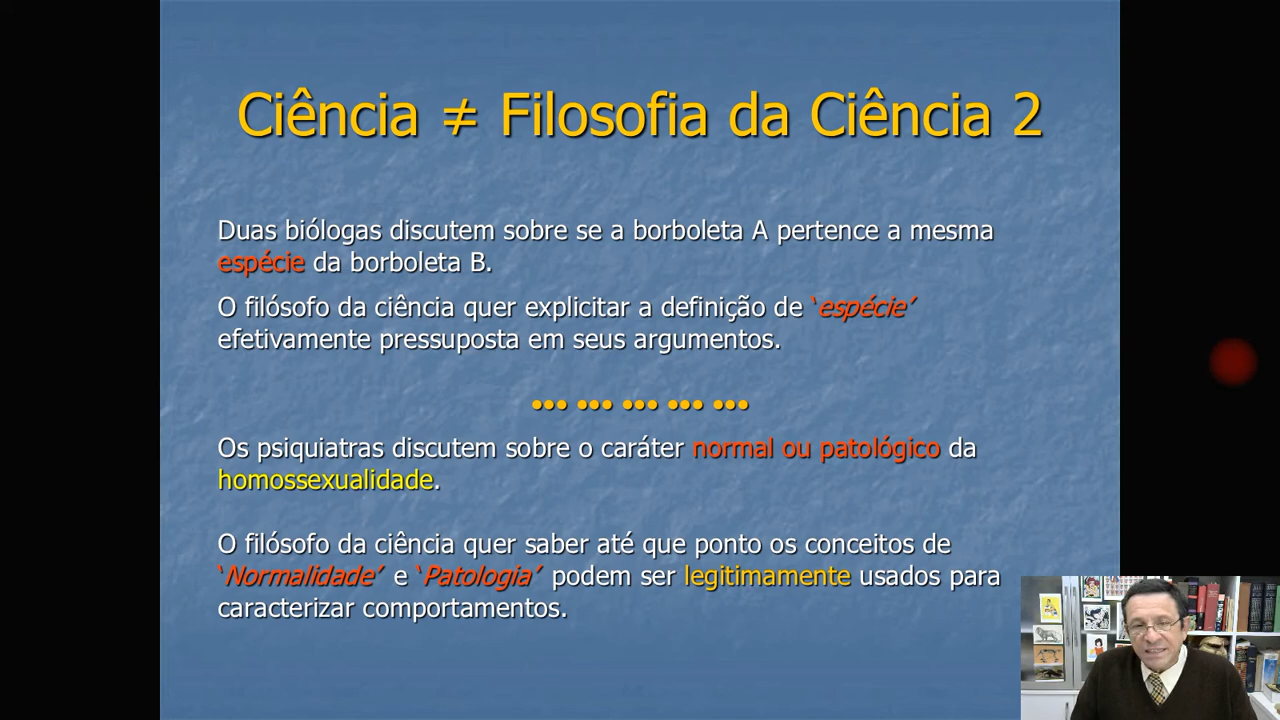 Ciência ≠ Filosofia da Ciência 2
Duas biólogas discutem sobre se a borboleta A pertence a mesma
espécie da borboleta B.
O filósofo da ciência quer explicitar a definição de ‘espécie’
efetivamente pressuposta em seus argumentos.
••• ••• ••• ••• •••
Os psiquiatras discutem sobre o caráter normal ou patológico da
homossexualidade.
O filósofo da ciência quer saber até que ponto os conceitos de
‘Normalidade’ e ‘Patologia’ podem ser legitimamente usados para
caracterizar comportamentos.